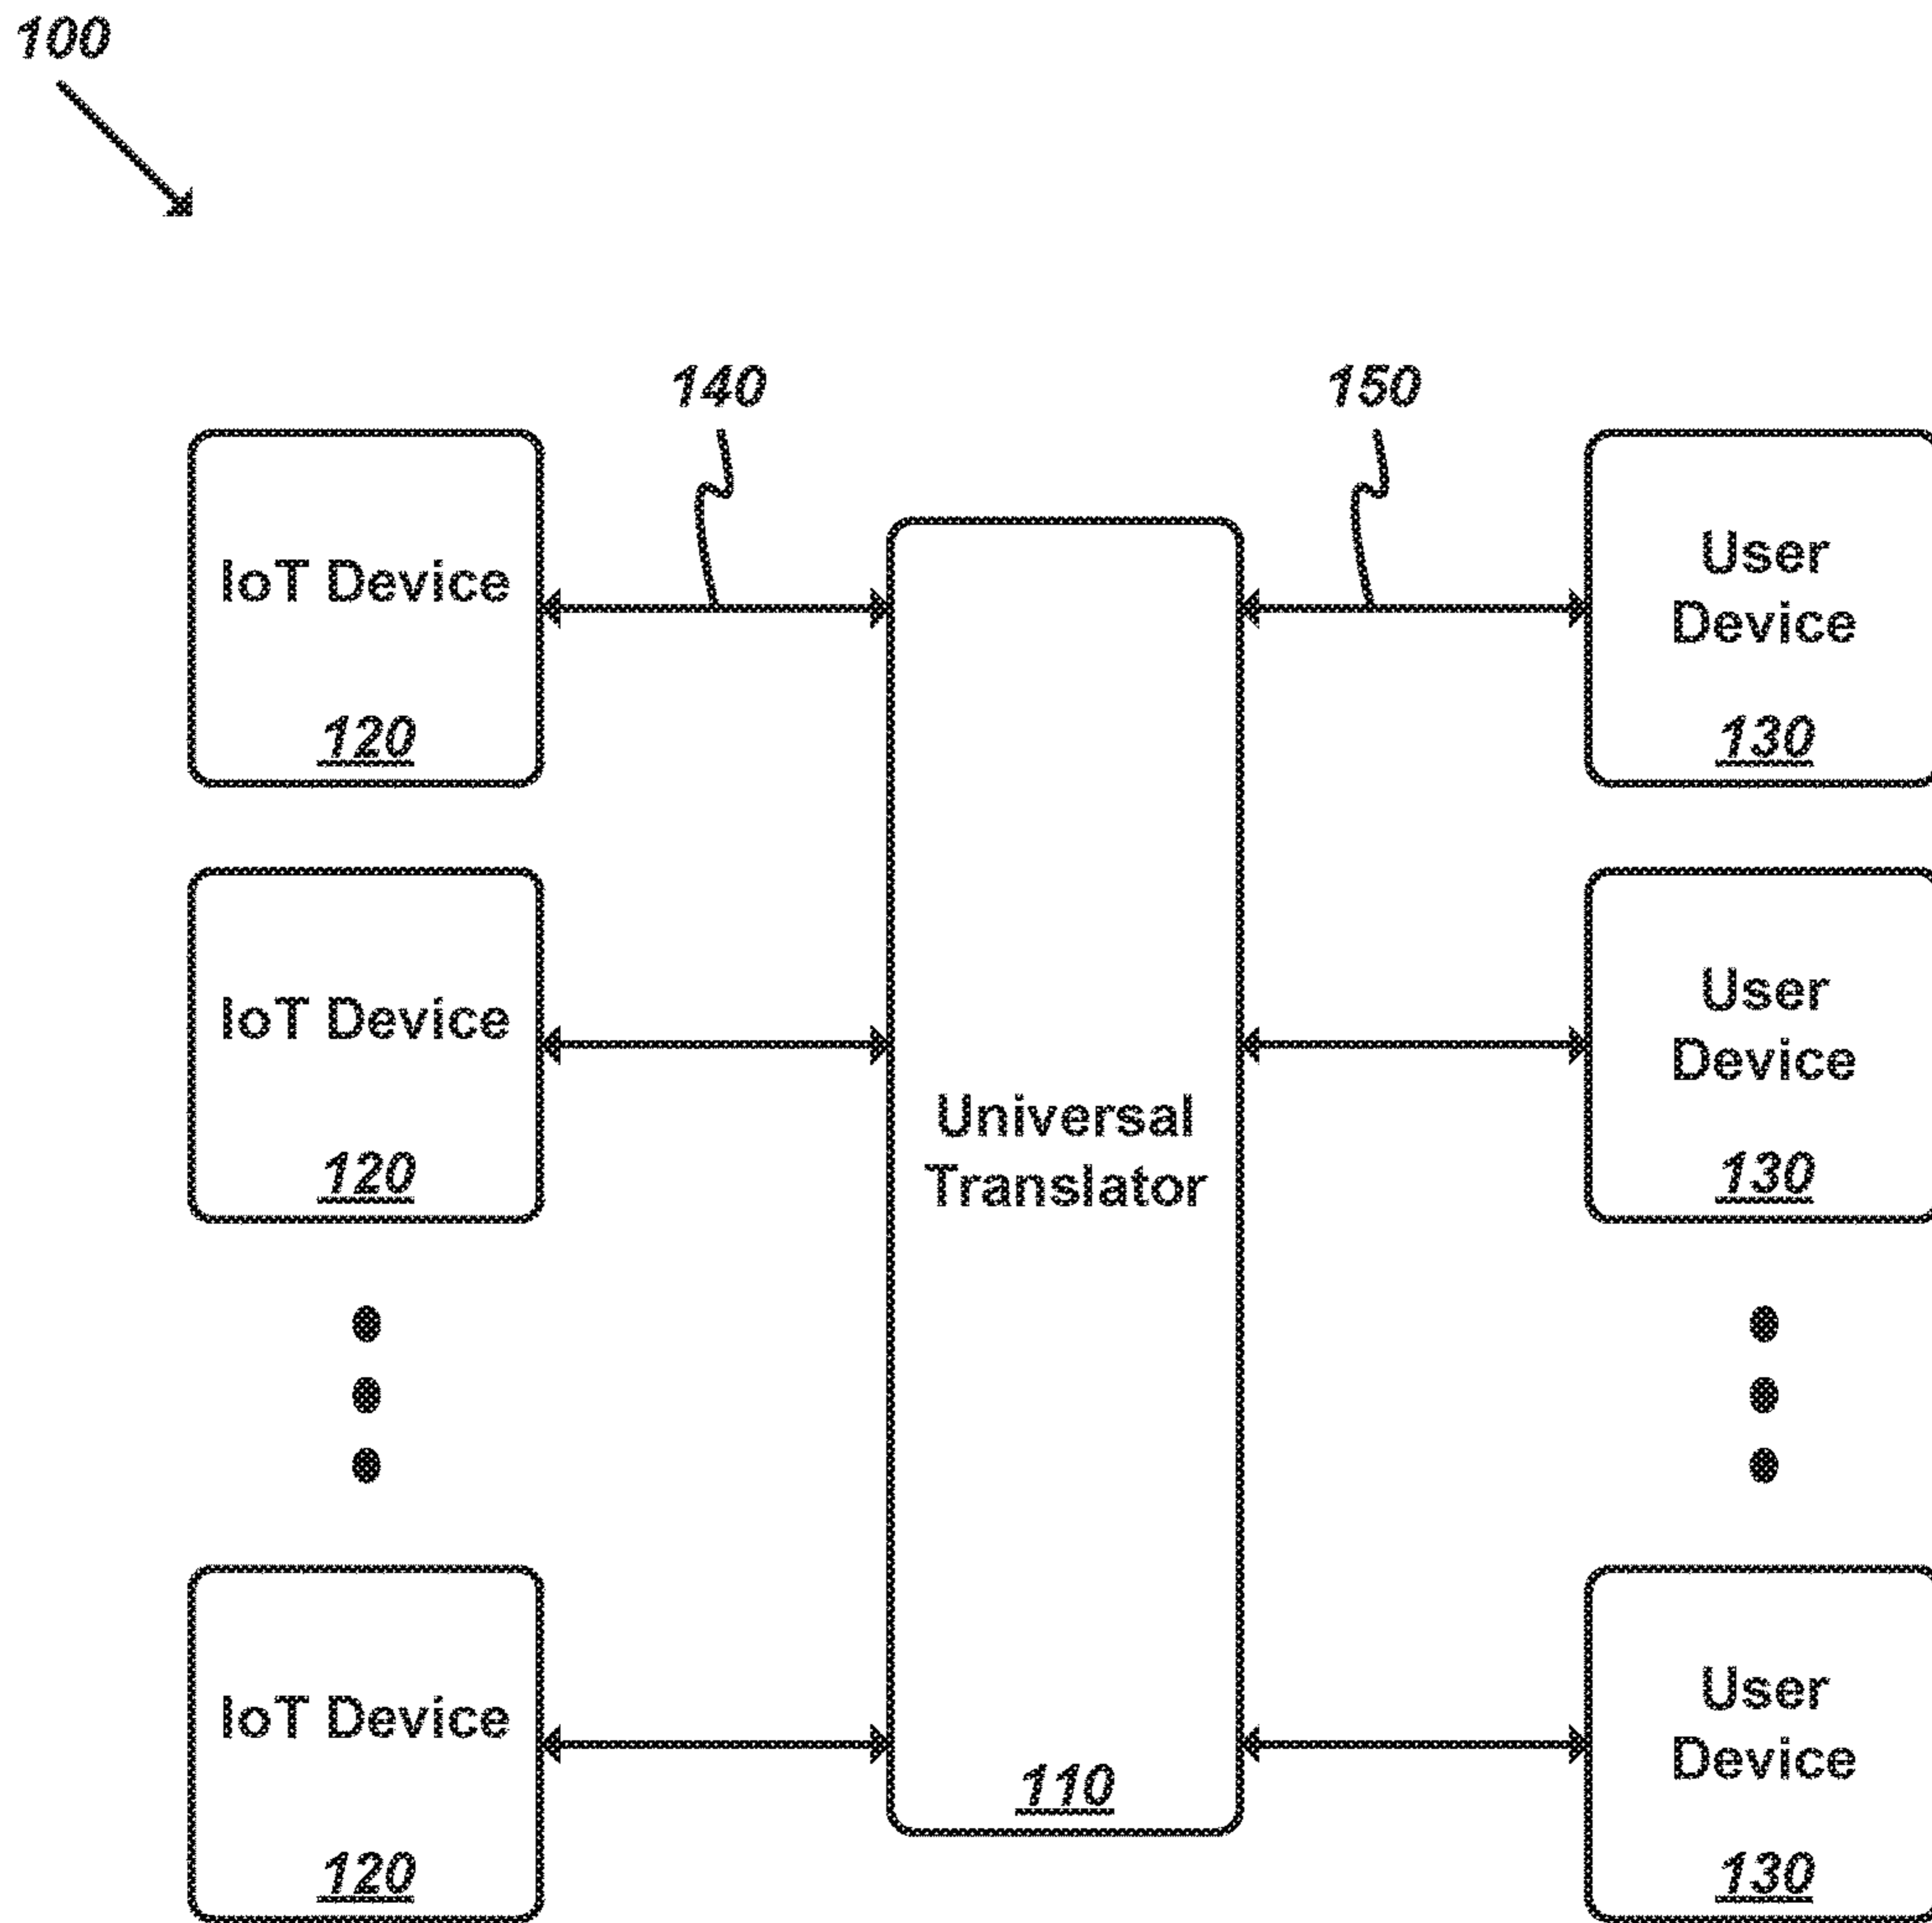 100
140
150
IoT Device
120
User
Device
130
IoT Device
120
User
Device
130
Universal
Translator
110
IoT Device
120
User
Device
130